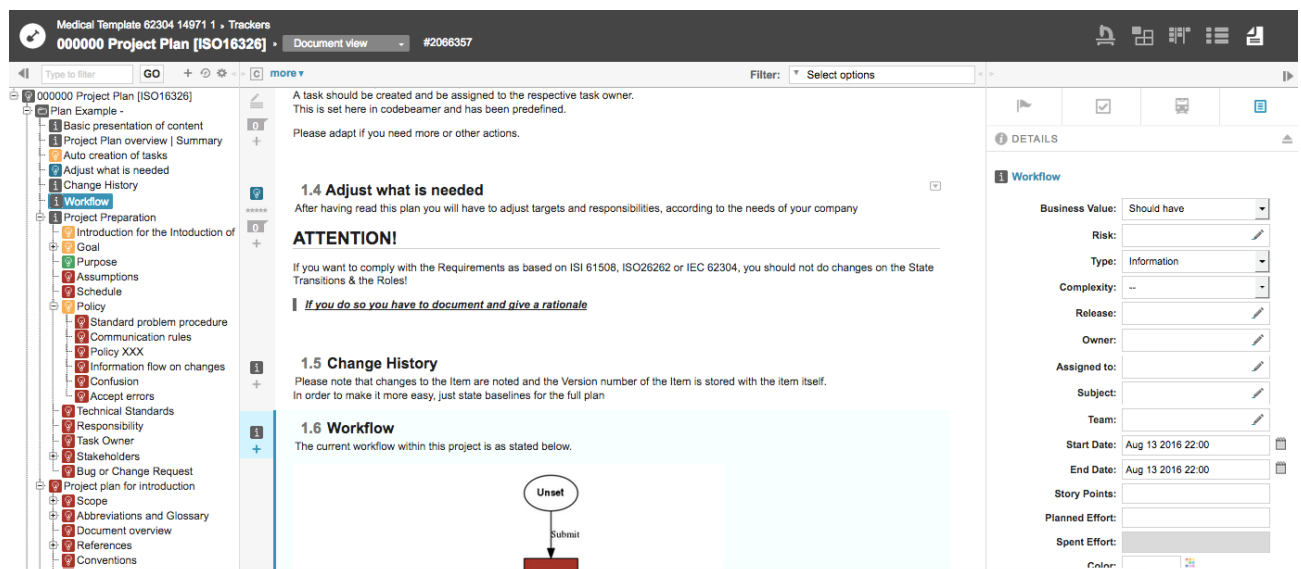 Medical Template 62304 14971 1 » Trackers
000000 Project Plan [ISO16326] • Document view #2066357
Type to filter GO
C more Filter: Select options
000000 Project Plan [ISO16326]
Plan Example -
Basic presentation of content
Project Plan overview | Summary
Auto creation of tasks
Adjust what is needed
Change History
Workflow
Project Preparation
Introduction for the Intoduction of
Goal
Purpose
Assumptions
Schedule
Policy
Standard problem procedure
Communication rules
Policy XXX
Information flow on changes
Confusion
Accept errors
Technical Standards
Responsibility
Task Owner
Stakeholders
Bug or Change Request
Project plan for introduction
Scope
Abbreviations and Glossary
Document overview
References
Conventions
A task should be created and be assigned to the respective task owner.
This is set here in codebeamer and has been predefined.
0
Please adapt if you need more or other actions.
1.4 Adjust what is needed
After having read this plan you will have to adjust targets and responsibilities, according to the needs of your company
0
ATTENTION!
If you want to comply with the Requirements as based on ISI 61508, ISO26262 or IEC 62304, you should not do changes on the State
Transitions & the Roles!
If you do so you have to document and give a rationale
1.5 Change History
Please note that changes to the Item are noted and the Version number of the Item is stored with the item itself.
In order to make it more easy, just state baselines for the full plan
1.6 Workflow
The current workflow within this project is as stated below.
Unset
Submit
DETAILS
Workflow
Business Value: Should have
Risk:
Type: Information
Complexity: --
Release:
Owner:
Assigned to:
Subject:
Team:
Start Date: Aug 13 2016 22:00
End Date: Aug 13 2016 22:00
Story Points:
Planned Effort:
Spent Effort:
Color: